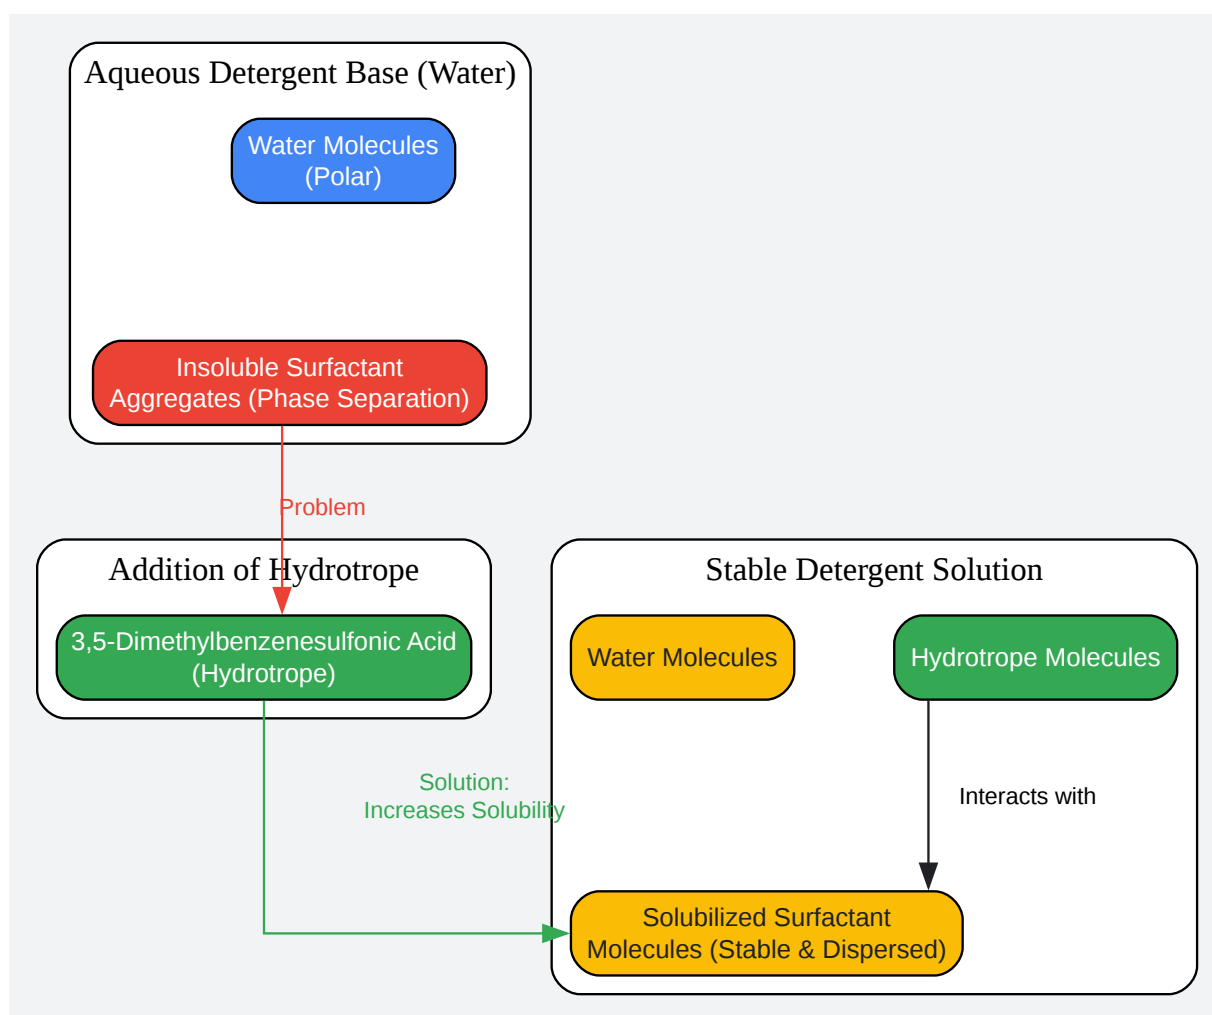 Aqueous Detergent Base (Water)
Water Molecules
(Polar)
Insoluble Surfactant
Aggregates (Phase Separation)
Problem
Addition of Hydrotrope
3,5-Dimethylbenzenesulfonic Acid
(Hydrotrope)
Solution:
Increases Solubility
Stable Detergent Solution
Water Molecules
Hydrotrope Molecules
Interacts with
Solubilized Surfactant
Molecules (Stable & Dispersed)